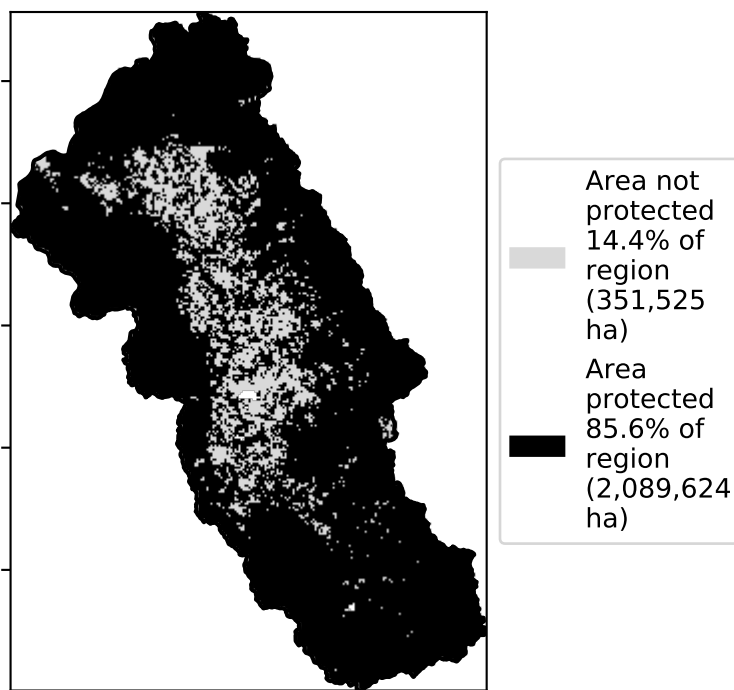 Area not
protected
14.4% of
region
(351,525
ha)
Area
protected
85.6% of
region
(2,089,624
ha)